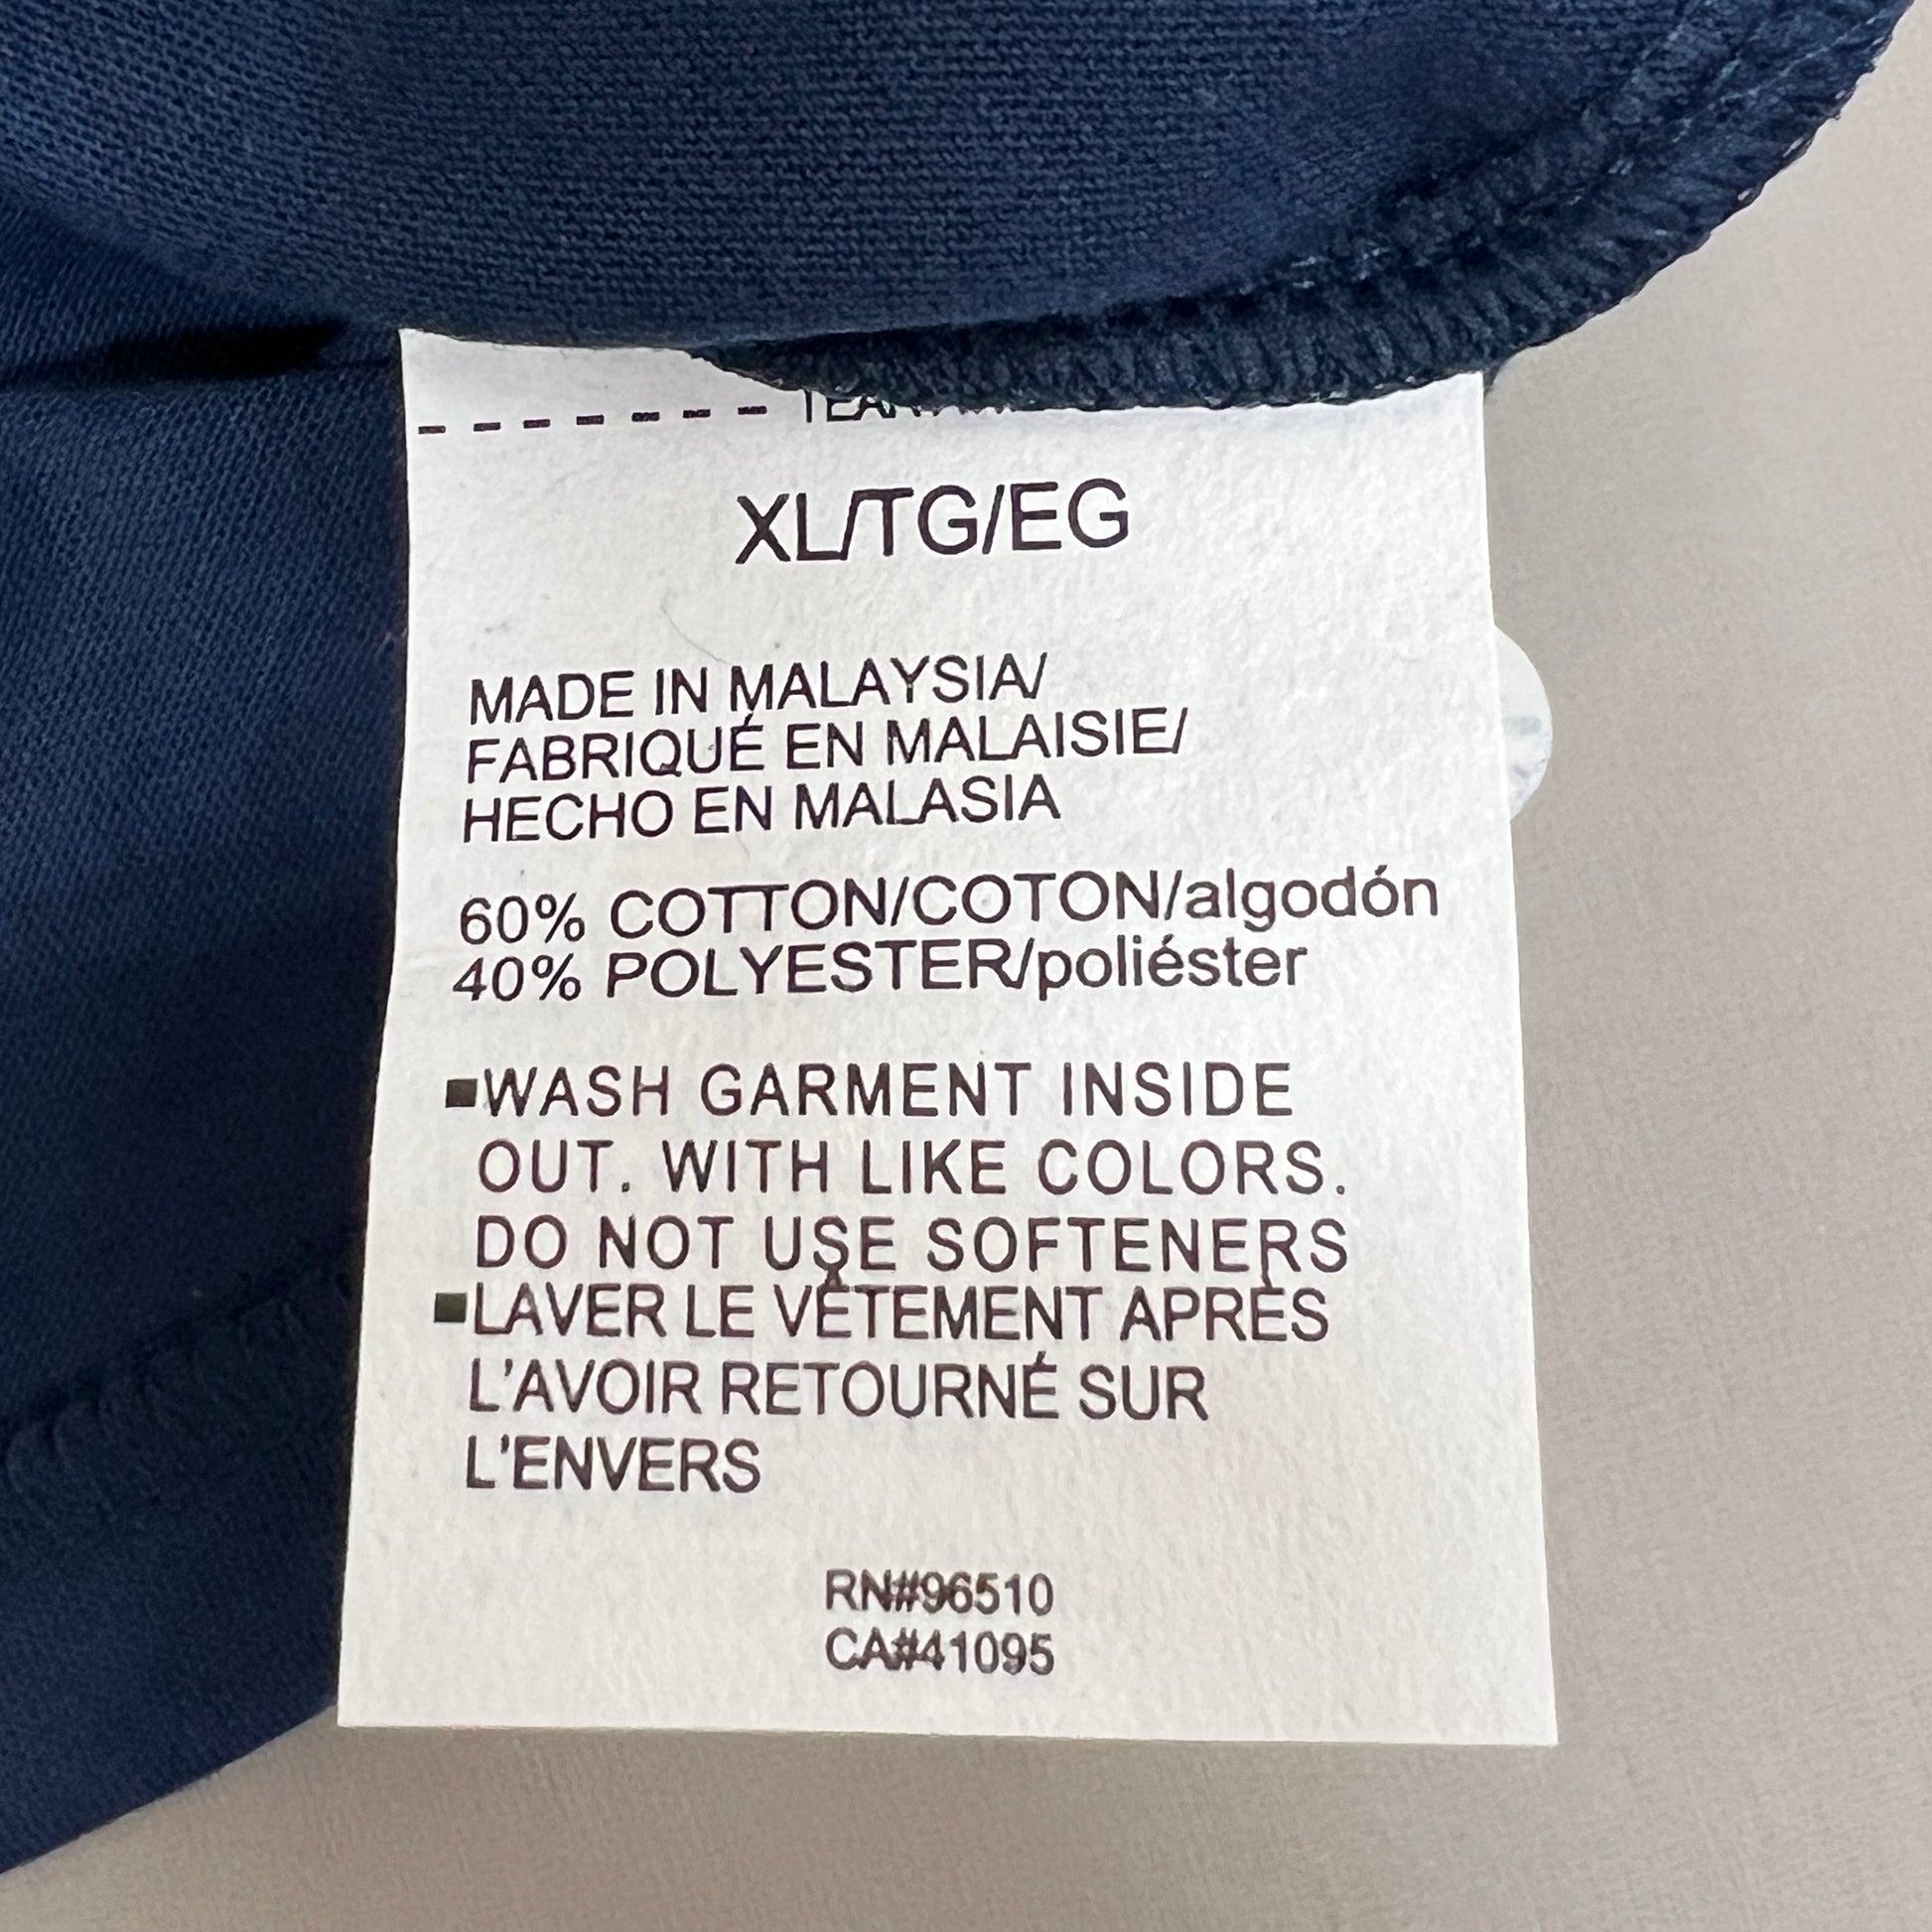 XL/TG/EG
MADE IN MALAYSIA/
FABRIQUÉ EN MALAISIE/
HECHO EN MALASIA
60% COTTON/COTON/algodón
40% POLYESTER/poliéster
■WASH GARMENT INSIDE
OUT. WITH LIKE COLORS.
DO NOT USE SOFTENERS
■LAVER LE VÊTEMENT APRÈS
L'AVOIR RETOURNÉ SUR
L'ENVERS
RN#96510
CA#41095